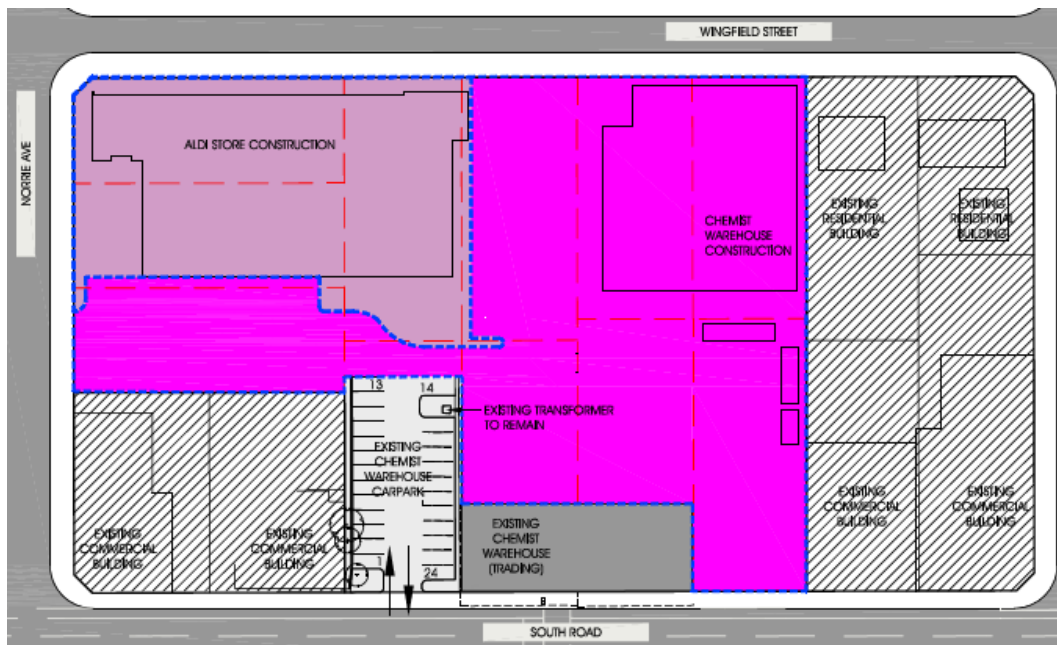 WINGFIELD STREET
NORRIE AVE
ALDI STORE CONSTRUCTION
CHEMIST
WAREHOUSE
CONSTRUCTION
EXISTING
RESIDENTIAL
BUILDING
EXISTING
RESIDENTIAL
BUILDING
13
14
EXISTING TRANSFORMER
TO REMAIN
EXISTING
CHEMIST
WAREHOUSE
CARPARK
EXISTING
COMMERCIAL
BUILDING
EXISTING
COMMERCIAL
BUILDING
1
24
EXISTING
CHEMIST
WAREHOUSE
(TRADING)
EXISTING
COMMERCIAL
BUILDING
EXISTING
COMMERCIAL
BUILDING
SOUTH ROAD